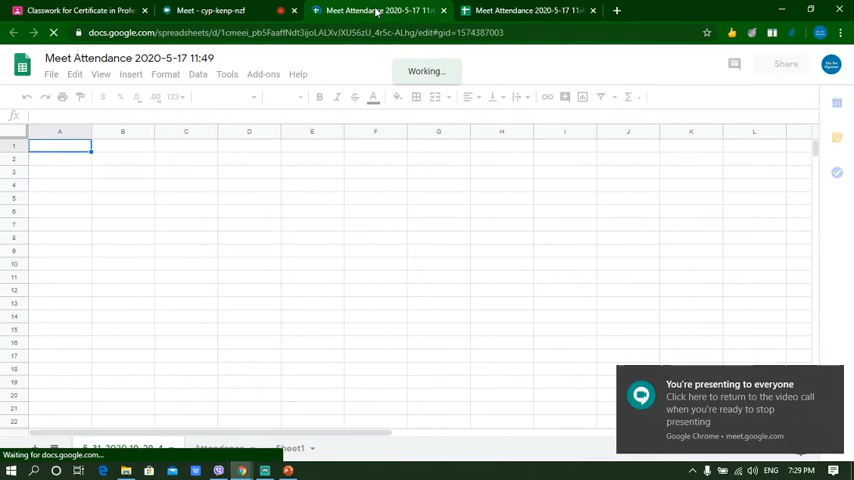 Classwork for Certificate in Profe
Meet - cyp-kenp-nzf
Meet Attendance 2020-5-17 11:4
Meet Attendance 2020-5-17 11:4
docs.google.com/spreadsheets/d/1cmeei_pb5FaaffNdt3ijoLALXvJXU56zU_4r5c-ALhg/edit#gid=1574387003
Meet Attendance 2020-5-17 11:49
File Edit View Insert Format Data Tools Add-ons Help
Working...
Share
$ % .0 .00 123
B I S A
fx
A B C D E F G H I J K L
1
2
3
4
5
6
7
8
9
10
11
12
13
14
15
16
17
18
19
20
21
22
You're presenting to everyone
Click here to return to the video call
when you're ready to stop
presenting
Google Chrome • meet.google.com
Attendance
Sheet1
Waiting for docs.google.com...
ENG 7:29 PM